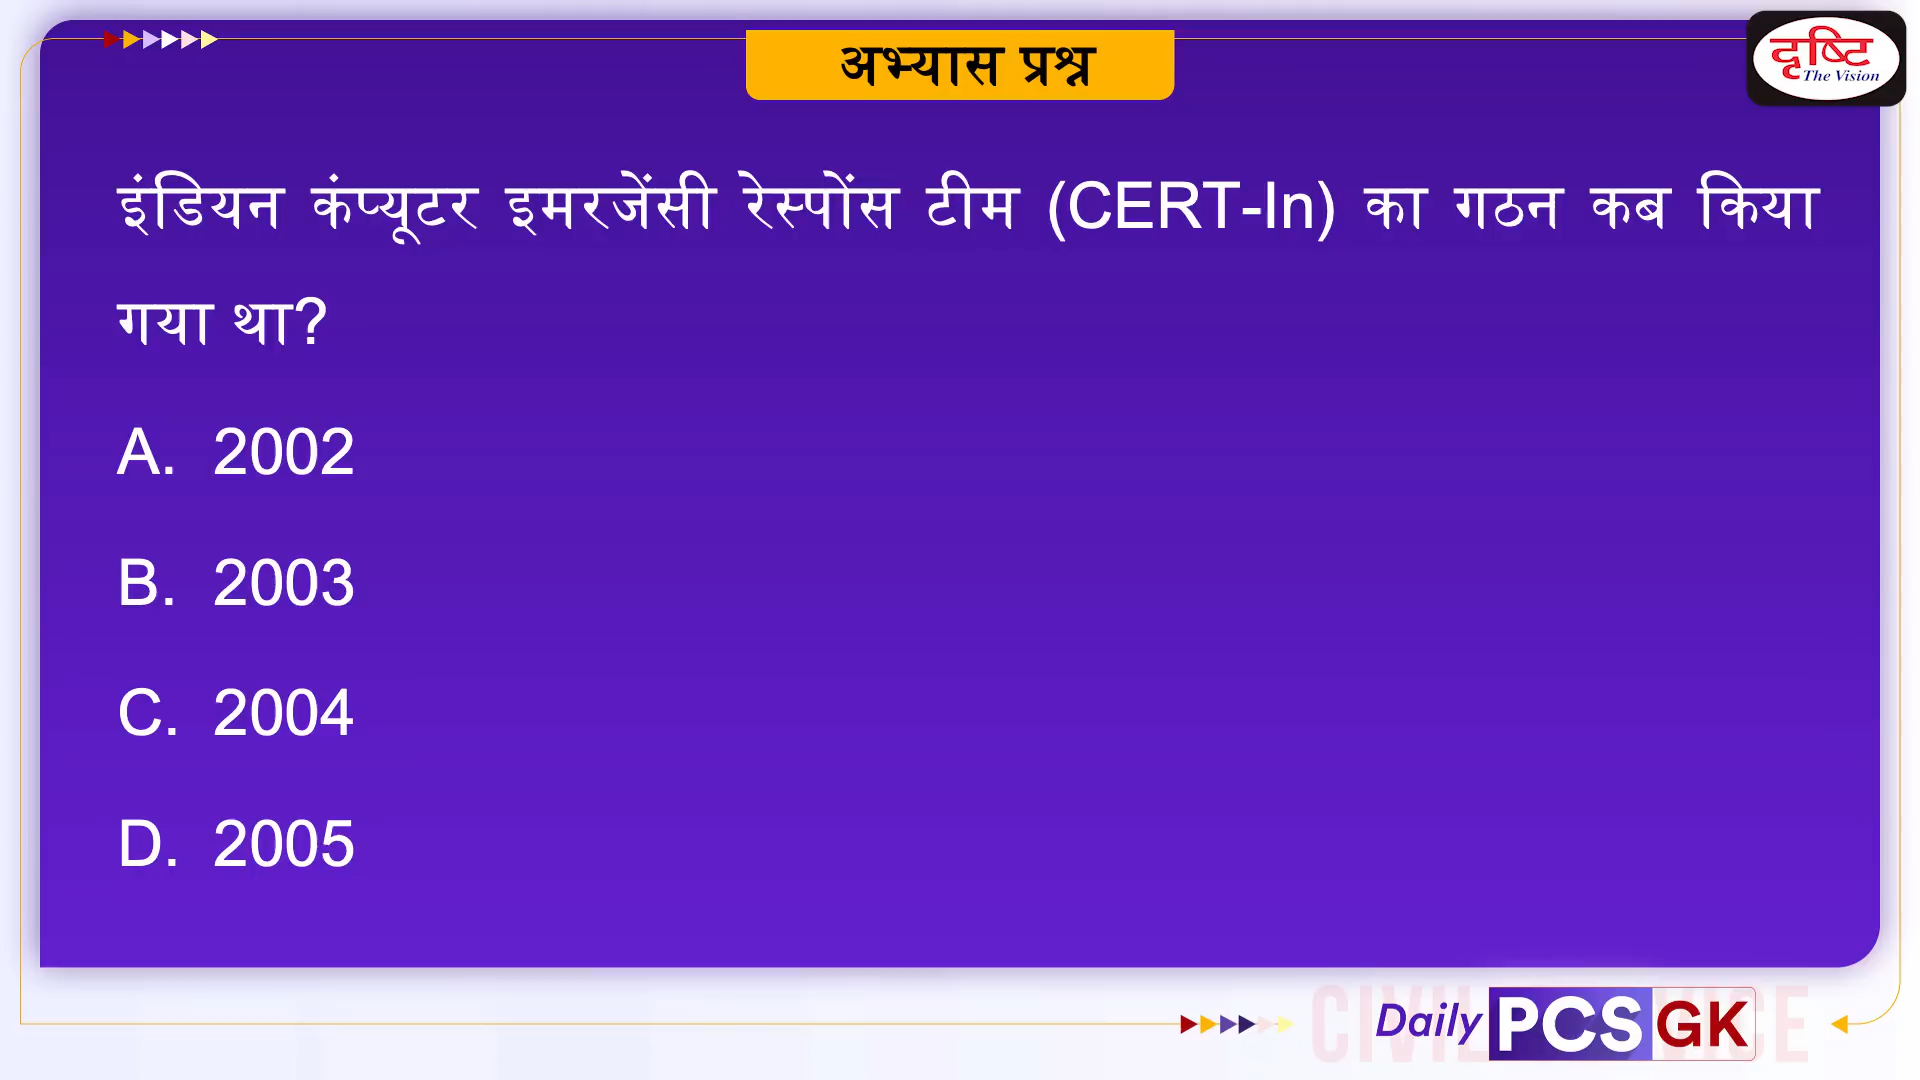 अभ्यास प्रश्न
दृष्टि
The Vision
इंडियन कंप्यूटर इमरजेंसी रेस्पोंस टीम (CERT-In) का गठन कब किया
गया था?
A. 2002
B. 2003
C. 2004
D. 2005
Daily PCS GK